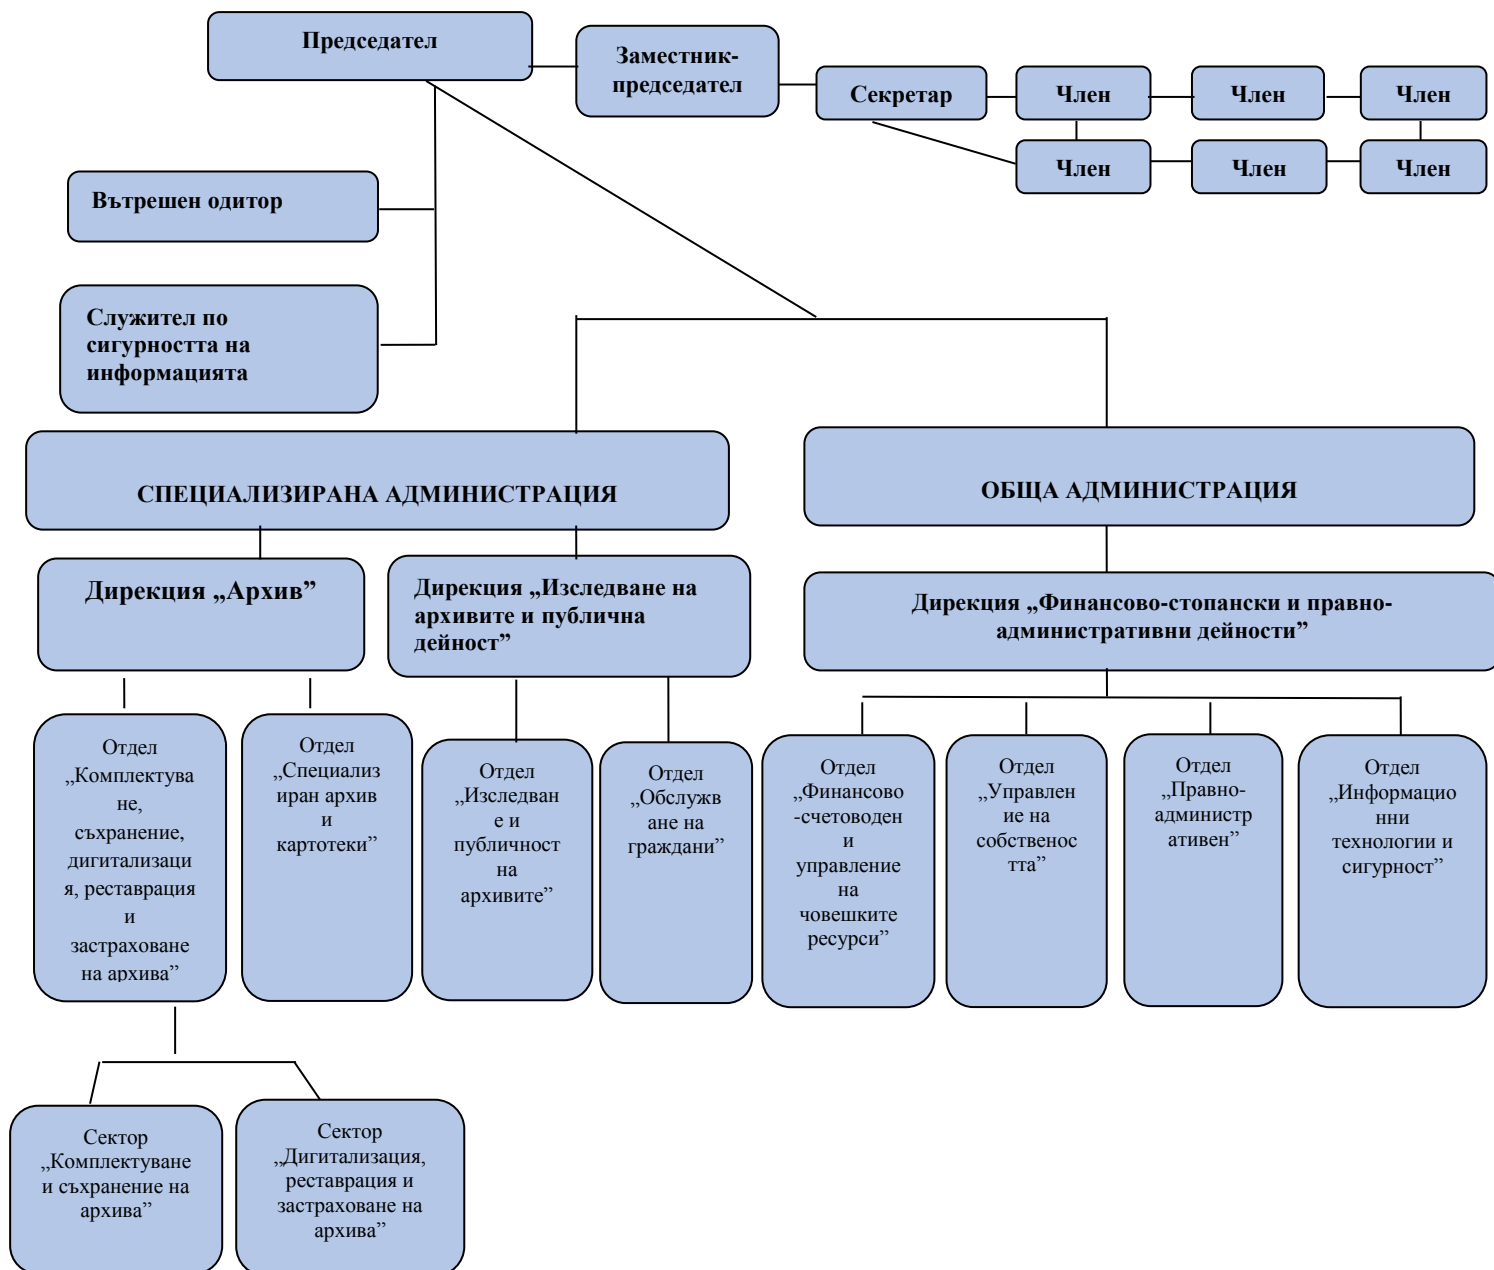 Председател
Заместник-
председател
Секретар
Член
Член
Член
Член
Член
Член
Вътрешен одитор
Служител по
сигурността на
информацията
СПЕЦИАЛИЗИРАНА АДМИНИСТРАЦИЯ
ОБЩА АДМИНИСТРАЦИЯ
Дирекция „Архив”
Дирекция „Изследване на
архивите и публична
дейност”
Дирекция „Финансово-стопански и правно-
административни дейности”
Отдел
„Комплектува
не,
съхранение,
дигитализаци
я, реставрация
и
застраховане
на архива”
Отдел
„Специализ
иран архив
и
картотеки”
Отдел
„Изследван
е и
публичност
на
архивите”
Отдел
„Обслужв
ане на
граждани”
Отдел
„Финансово
-счетоводен
и
управление
на
човешките
ресурси”
Отдел
„Управлен
ие на
собственос
тта”
Отдел
„Правно-
администр
ативен”
Отдел
„Информацио
нни
технологии и
сигурност”
Сектор
„Комплектуване
и съхранение на
архива”
Сектор
„Дигитализация,
реставрация и
застраховане на
архива”